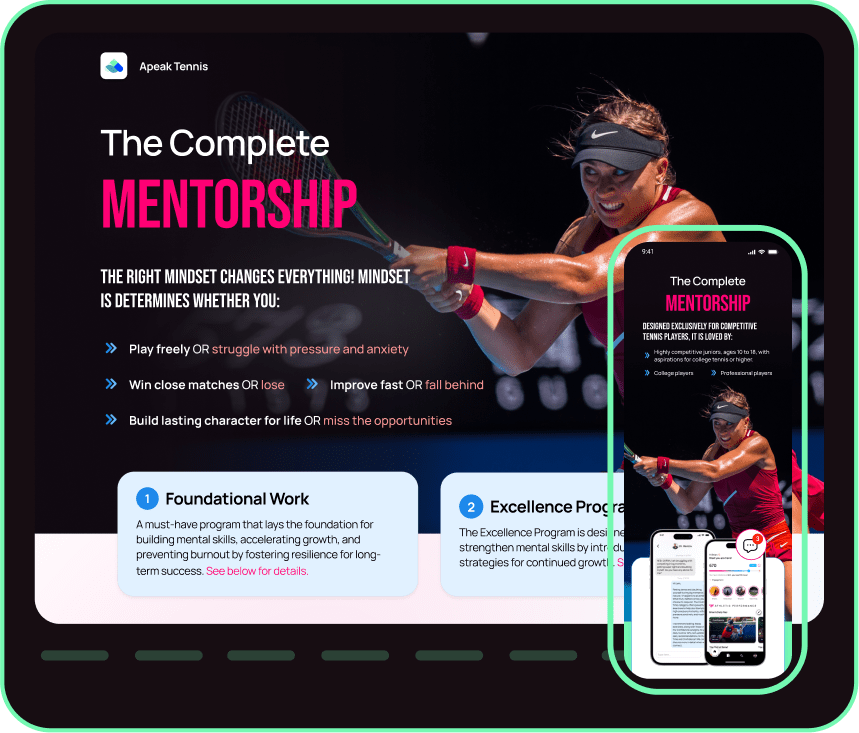 Apeak Tennis
The Complete
MENTORSHIP
THE RIGHT MINDSET CHANGES EVERYTHING! MINDSET
IS DETERMINES WHETHER YOU:
Play freely OR struggle with pressure and anxiety
Win close matches OR lose
Improve fast OR fall behind
Build lasting character for life OR miss the opportunities
1 Foundational Work
A must-have program that lays the foundation for
building mental skills, accelerating growth, and
preventing burnout by fostering resilience for long-
term success. See below for details.
2 Excellence Progra
The Excellence Program is designe
strengthen mental skills by introdu
strategies for continued growth. S
9:41
The Complete
MENTORSHIP
DESIGNED EXCLUSIVELY FOR COMPETITIVE
TENNIS PLAYERS, IT IS LOVED BY:
Highly competitive juniors, ages 10 to 18, with
aspirations for college tennis or higher.
College players
Professional players
3
570